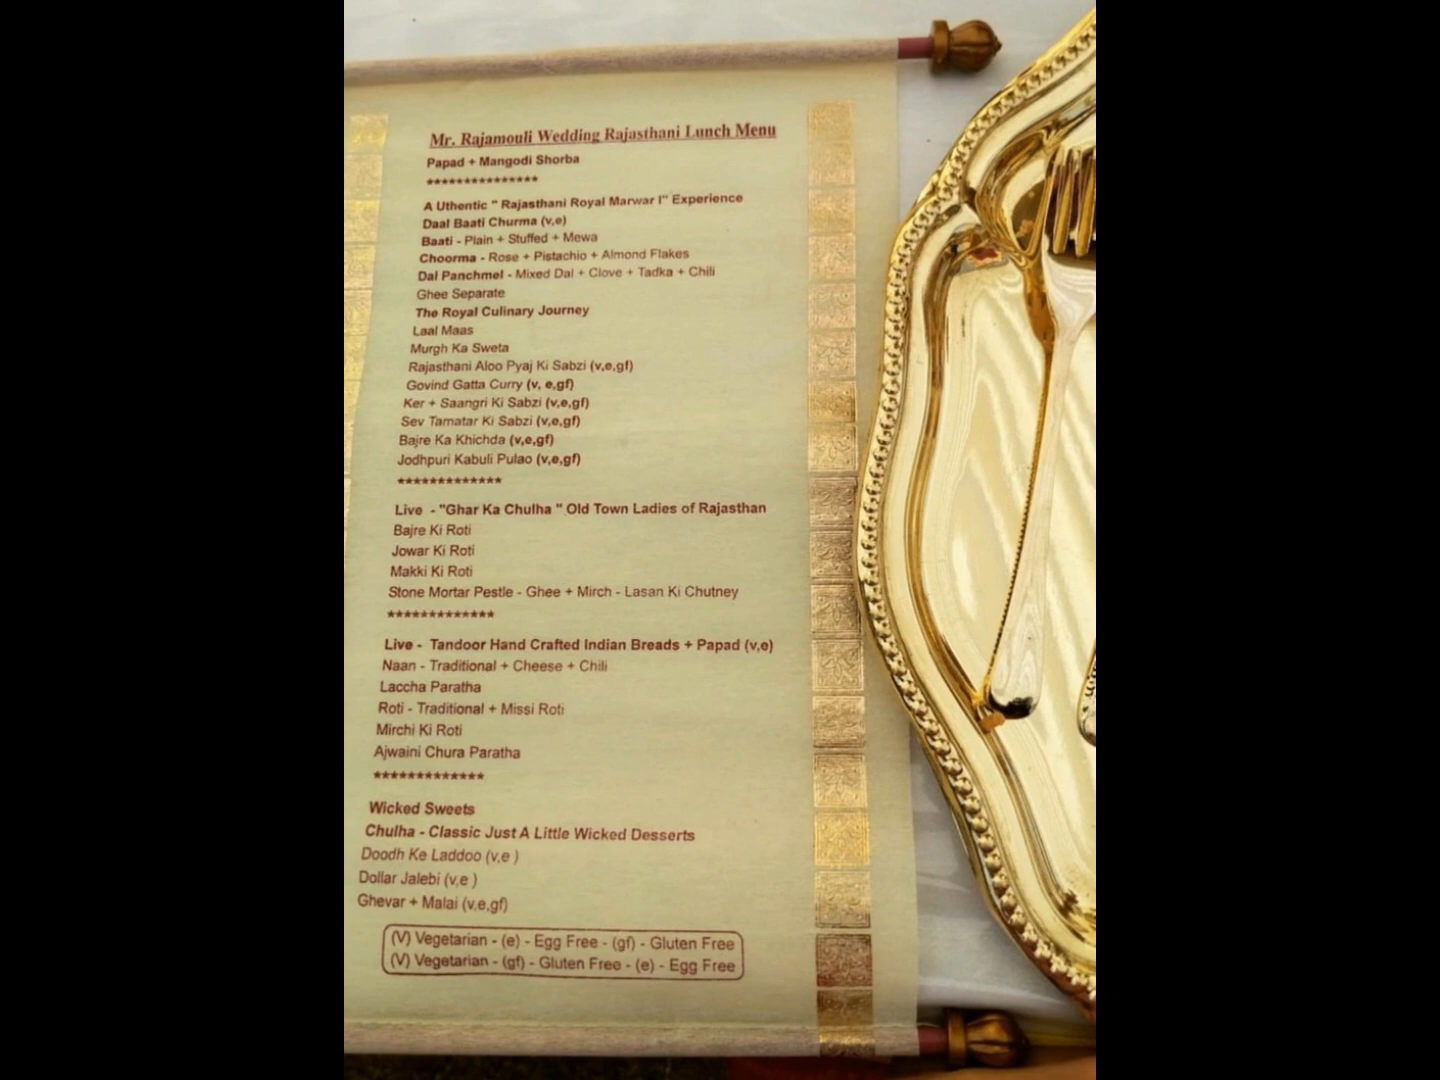 Mr. Rajamouli Wedding Rajasthani Lunch Menu
Papad + Mangodi Shorba
***************
A Uthentic " Rajasthani Royal Marwar I" Experience
Daal Baati Churma (v,e)
Baati - Plain + Stuffed + Mewa
Choorma - Rose + Pistachio + Almond Flakes
Dal Panchmel - Mixed Dal + Clove + Tadka + Chili
Ghee Separate
The Royal Culinary Journey
Laal Maas
Murgh Ka Sweta
Rajasthani Aloo Pyaj Ki Sabzi (v,e,gf)
Govind Gatta Curry (v, e,gf)
Ker + Saangri Ki Sabzi (v,e,gf)
Sev Tamatar Ki Sabzi (v,e,gf)
Bajre Ka Khichda (v,e,gf)
Jodhpuri Kabuli Pulao (v,e,gf)
**************
Live - "Ghar Ka Chulha " Old Town Ladies of Rajasthan
Bajre Ki Roti
Jowar Ki Roti
Makki Ki Roti
Stone Mortar Pestle - Ghee + Mirch - Lasan Ki Chutney
**************
Live - Tandoor Hand Crafted Indian Breads + Papad (v,e)
Naan - Traditional + Cheese + Chili
Laccha Paratha
Roti - Traditional + Missi Roti
Mirchi Ki Roti
Ajwaini Chura Paratha
**************
Wicked Sweets
Chulha - Classic Just A Little Wicked Desserts
Doodh Ke Laddoo (v,e )
Dollar Jalebi (v,e )
Ghevar + Malai (v,e,gf)
(V) Vegetarian - (e) - Egg Free - (gf) - Gluten Free
(V) Vegetarian - (gf) - Gluten Free - (e) - Egg Free